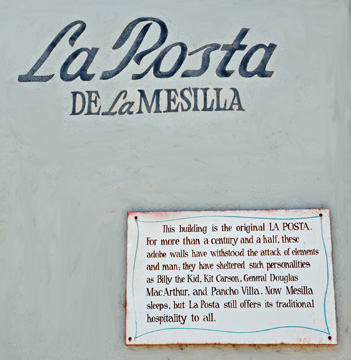 La Posta
DE La MESILLA
This building is the original LA POSTA.
For more than a century and a half, these
adobe walls have withstood the attack of elements
and man; they have sheltered such personalities
as Billy the Kid, Kit Carson, General Douglas
MacArthur, and Pancho Villa. Now Mesilla
sleeps, but La Posta still offers its traditional
hospitality to all.